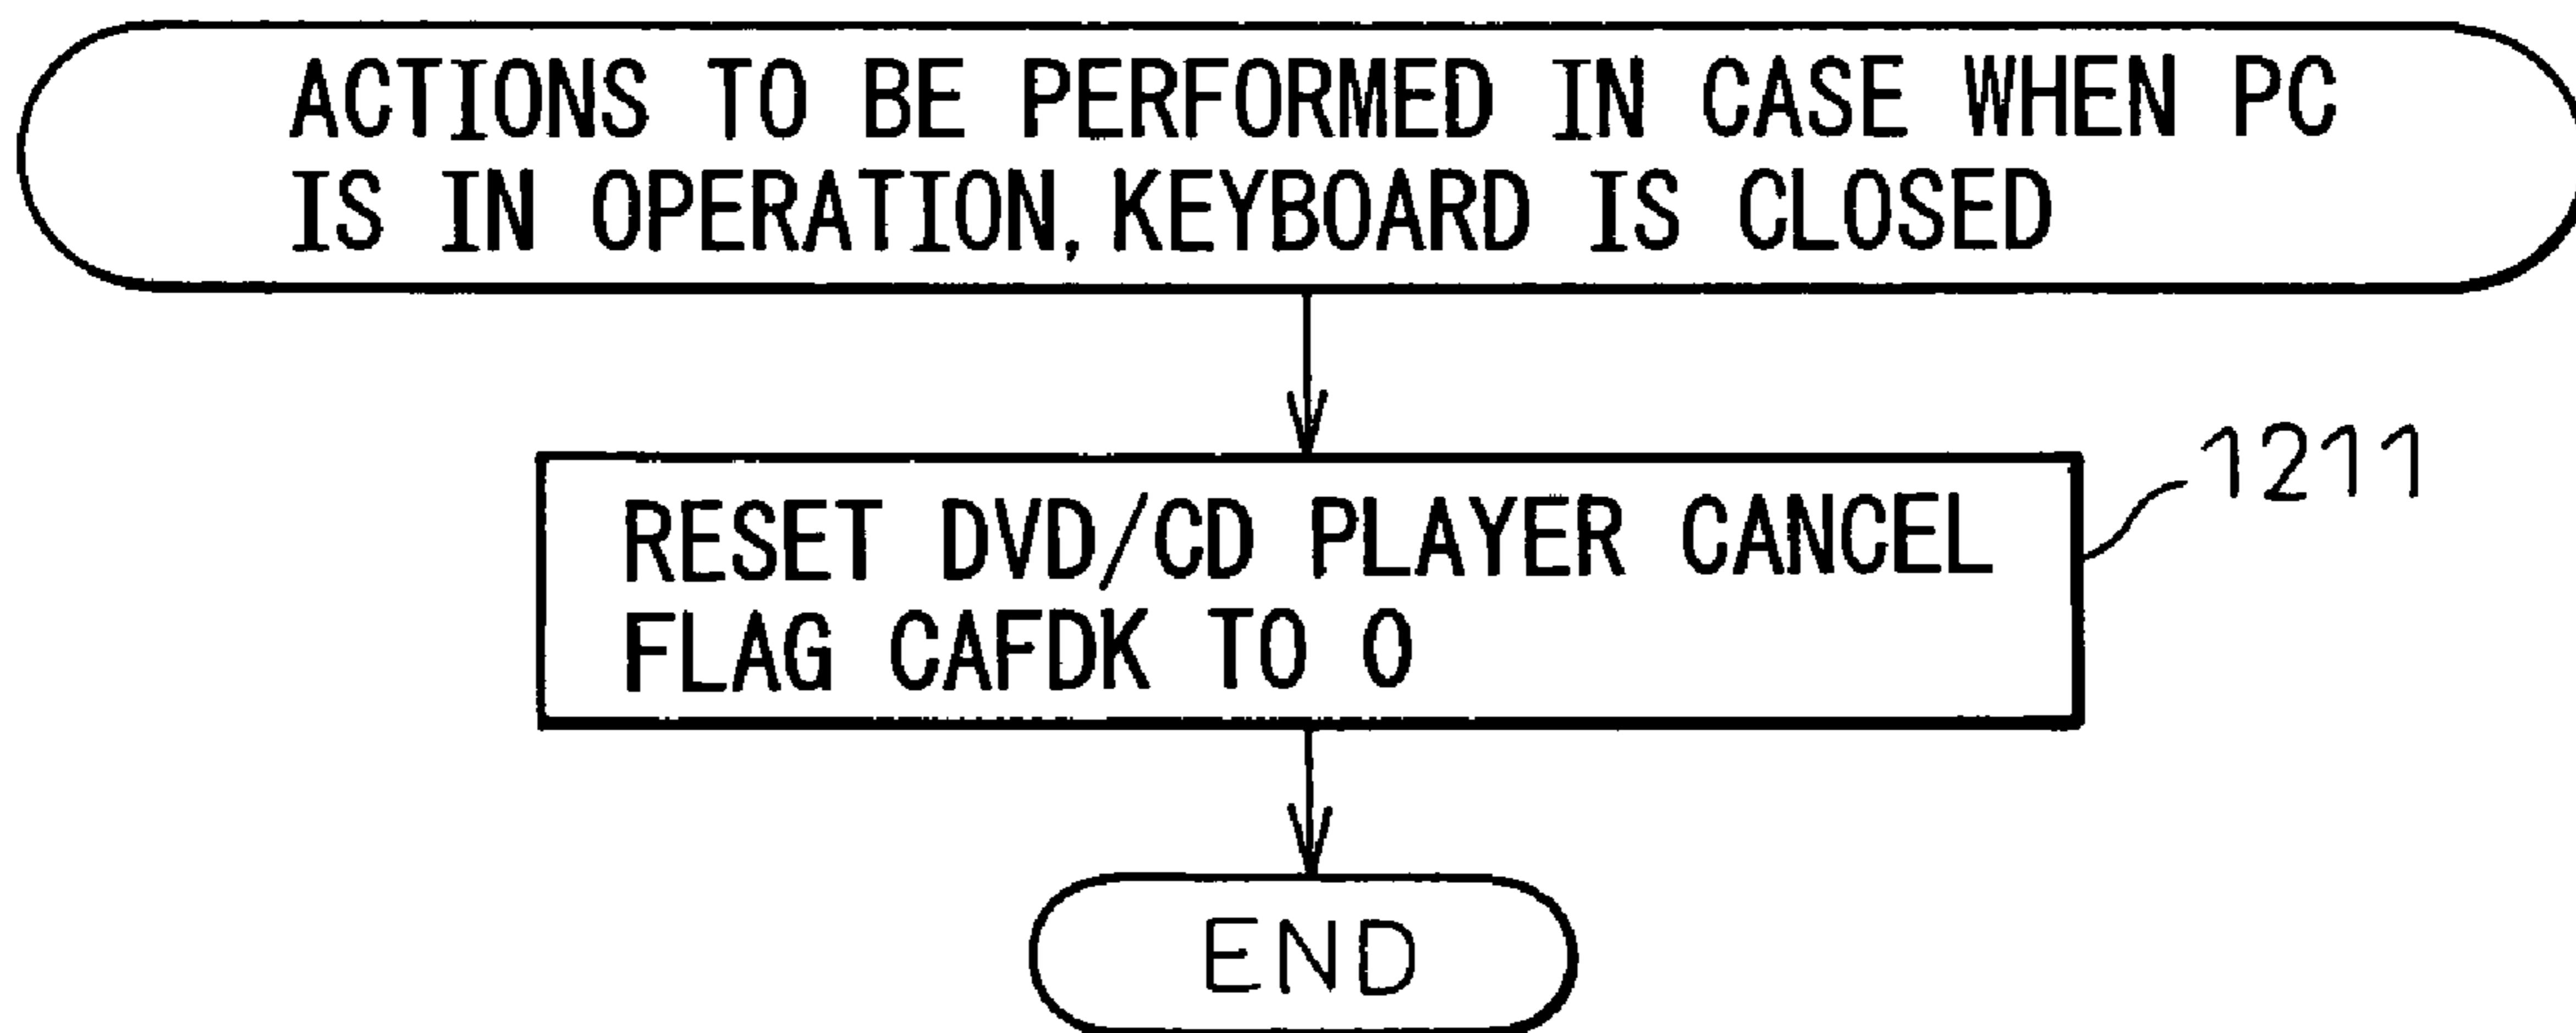 ACTIONS TO BE PERFORMED IN CASE WHEN PC
IS IN OPERATION, KEYBOARD IS CLOSED
RESET DVD/CD PLAYER CANCEL
FLAG CAFDK TO 0
1211
END